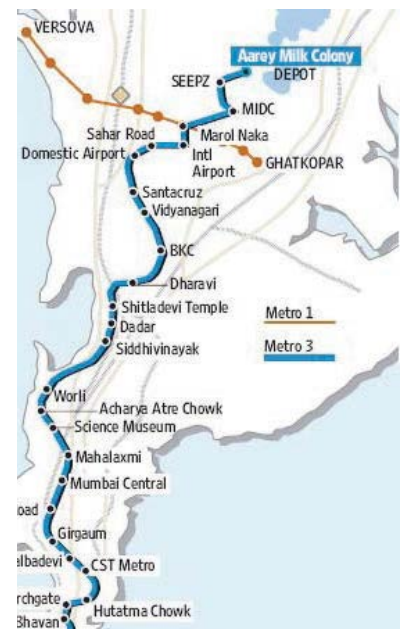 VERSOVA
Aarey Milk Colony
DEPOT
SEEPZ
MIDC
Sahar Road
Marol Naka
Domestic Airport
Intl
Airport
GHATKOPAR
Santacruz
Vidyanagari
BKC
Dharavi
Shitladevi Temple
Metro 1
Dadar
Metro 3
Siddhivinayak
Worli
Acharya Atre Chowk
Science Museum
Mahalaxmi
Mumbai Central
oad
Girgaum
albadevi
CST Metro
rchgate
Hutatma Chowk
Bhavan